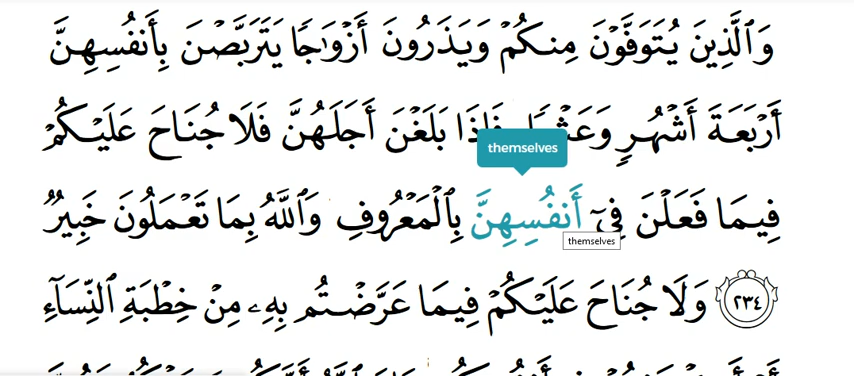 وَٱلَّذِينَ يُتَوَفَّوْنَ مِنكُمْ وَيَذَرُونَ أَزْوَٰجًا يَتَرَبَّصْنَ بِأَنفُسِهِنَّ
أَرْبَعَةَ أَشْهُرٍ وَعَشْرًا فَإِذَا بَلَغْنَ أَجَلَهُنَّ فَلَا جُنَاحَ عَلَيْكُمْ
themselves
فِيمَا فَعَلْنَ فِىٓ أَنفُسِهِنَّ بِٱلْمَعْرُوفِ وَٱللَّهُ بِمَا تَعْمَلُونَ خَبِيرٌ
themselves
٢٣٤ وَلَا جُنَاحَ عَلَيْكُمْ فِيمَا عَرَّضْتُم بِهِۦ مِنْ خِطْبَةِ ٱلنِّسَآءِ